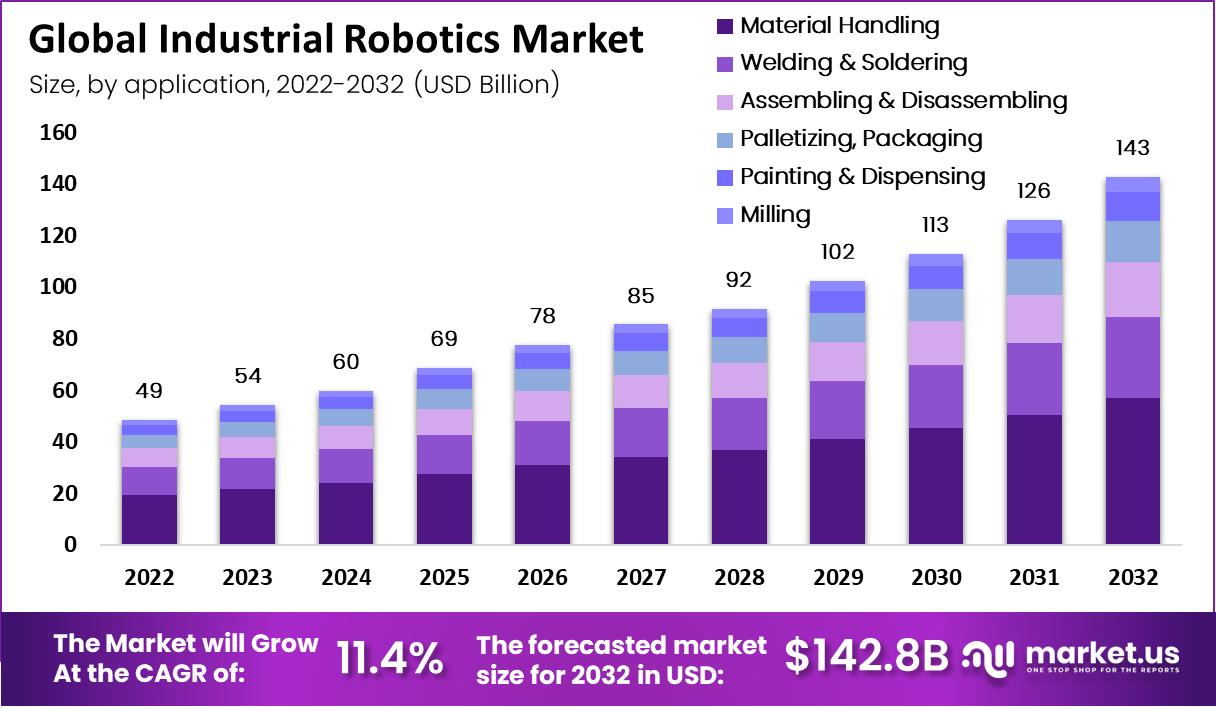 Global Industrial Robotics Market
Size, by application, 2022-2032 (USD Billion)
Material Handling
Welding & Soldering
Assembling & Disassembling
Palletizing, Packaging
Painting & Dispensing
Milling
160
140
120
100
80
60
40
20
0
49
54
60
69
78
85
92
102
113
126
143
2022
2023
2024
2025
2026
2027
2028
2029
2030
2031
2032
The Market will Grow
At the CAGR of:
11.4%
The forecasted market
size for 2032 in USD:
$142.8B
market.us
ONE STOP SHOP FOR THE REPORTS